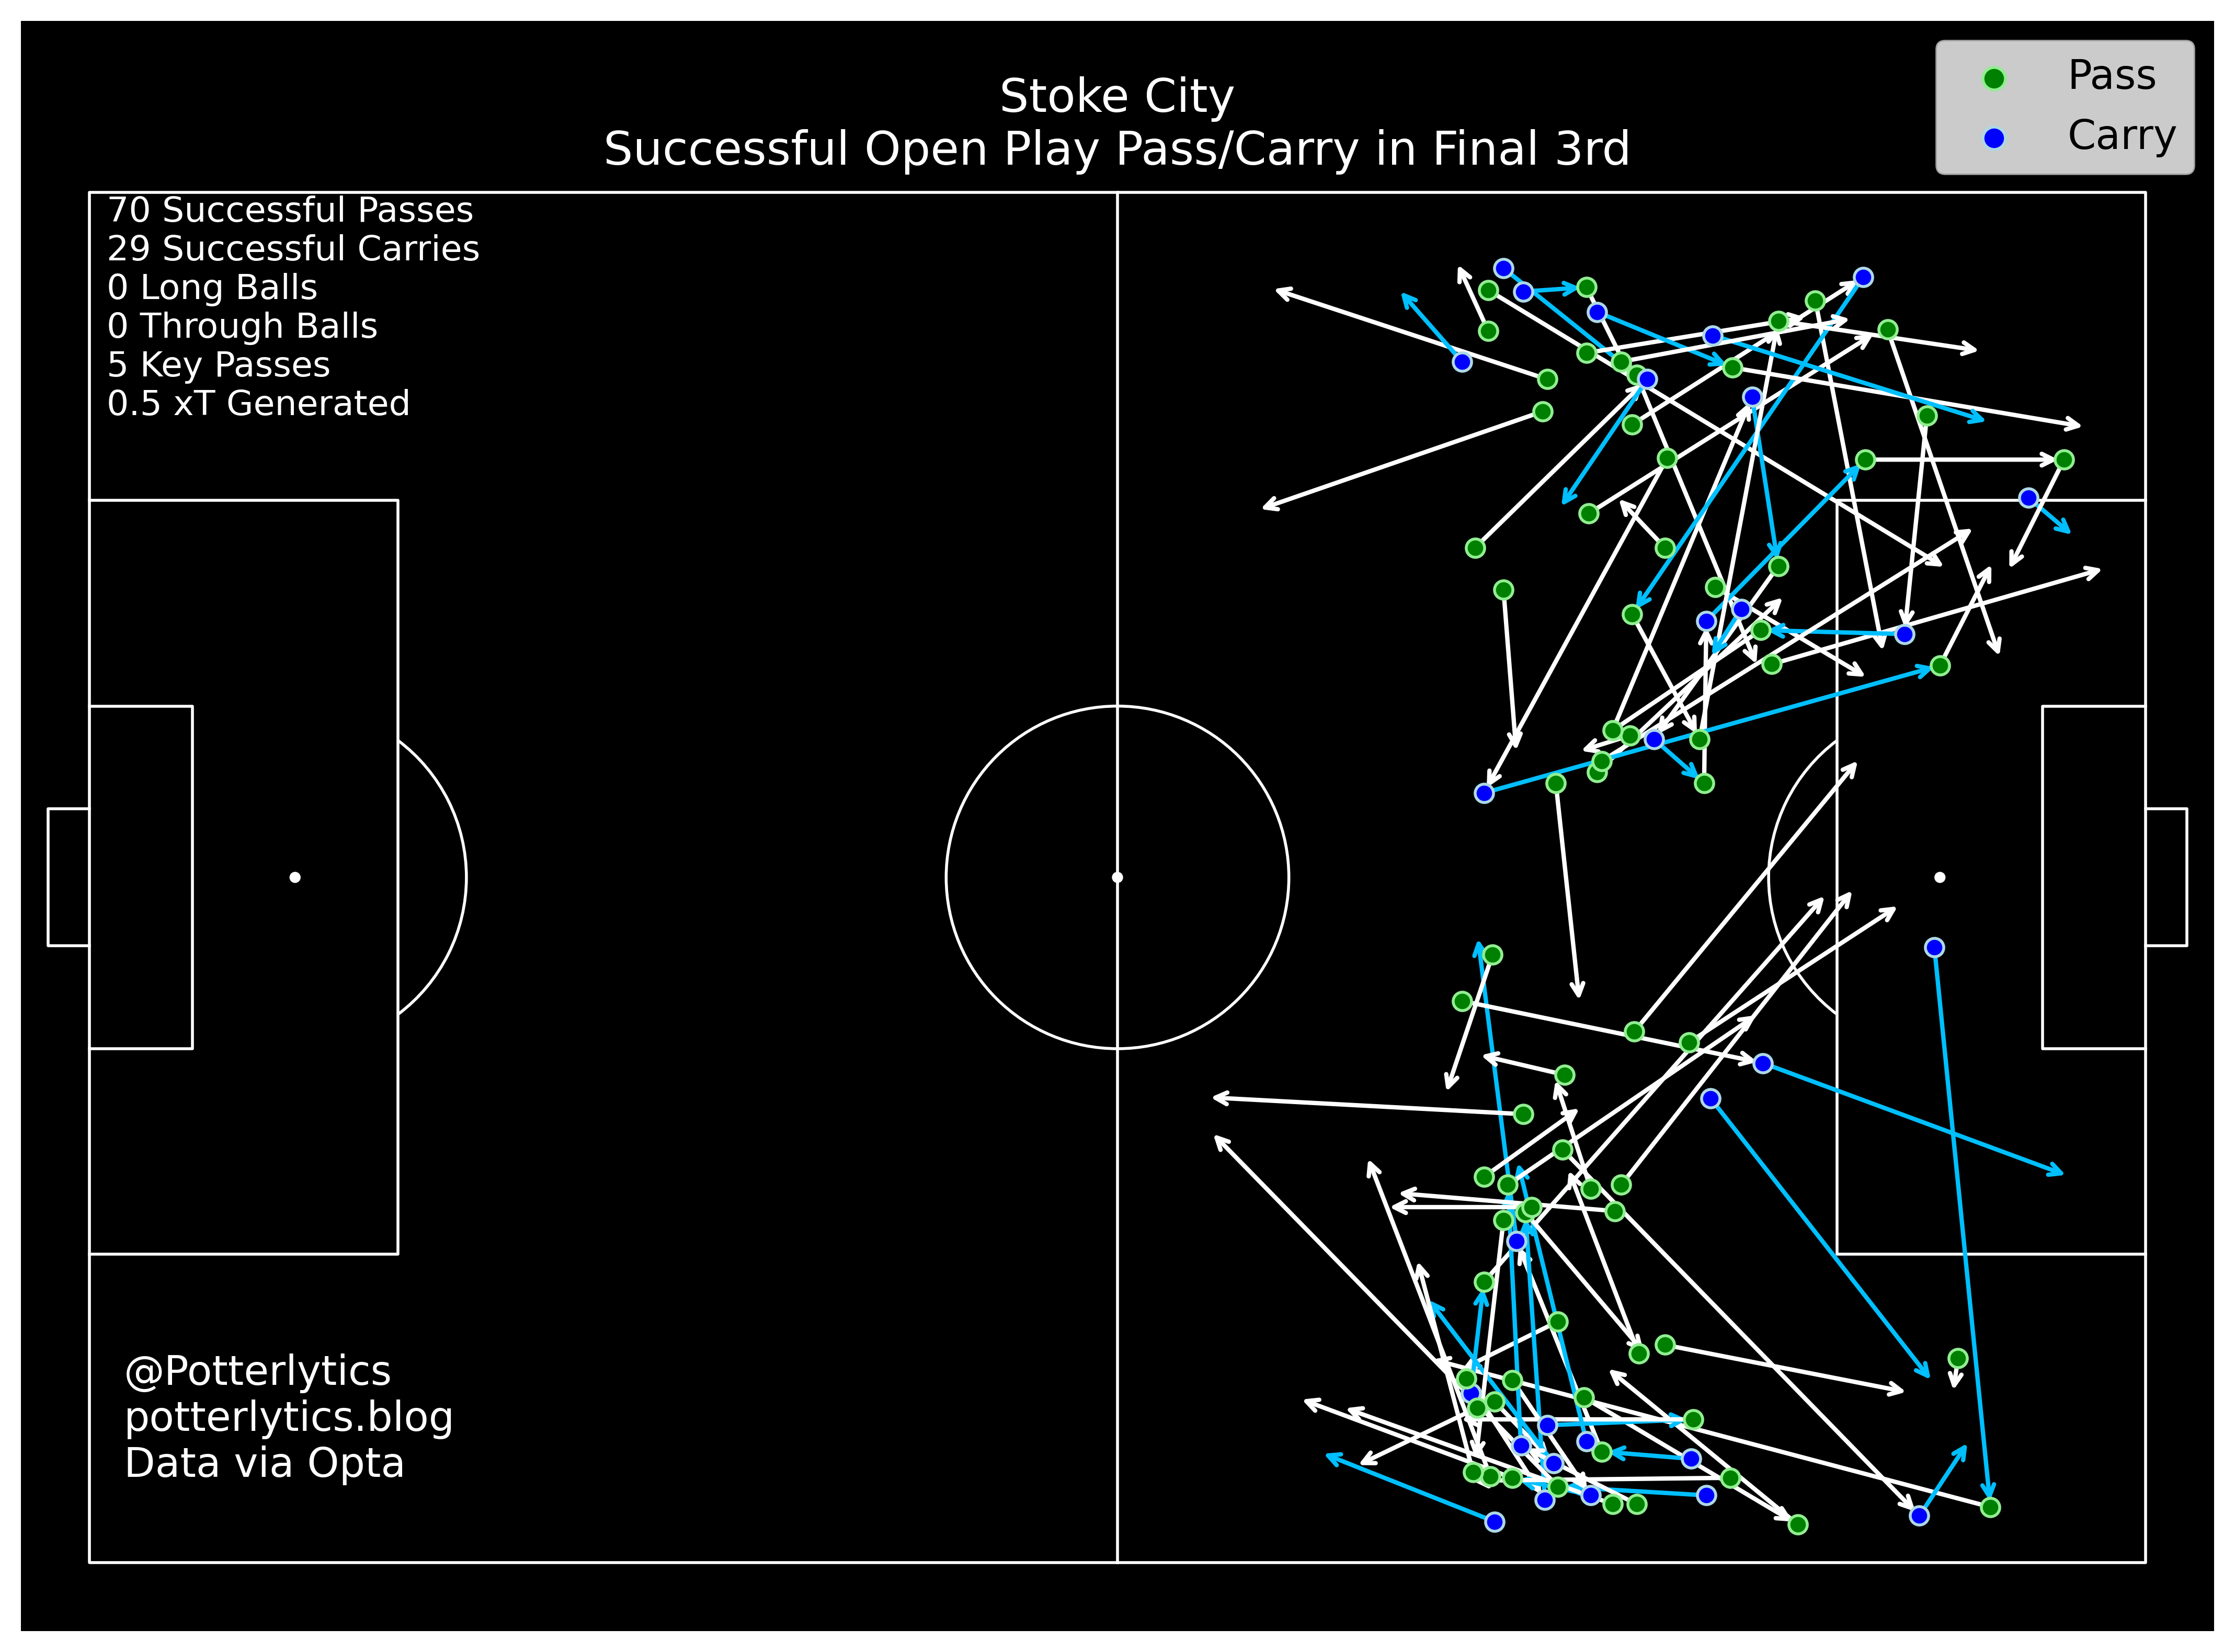 Stoke City
Successful Open Play Pass/Carry in Final 3rd
Pass
Carry
70 Successful Passes
29 Successful Carries
0 Long Balls
0 Through Balls
5 Key Passes
0.5 xT Generated
@Potterlytics
potterlytics.blog
Data via Opta